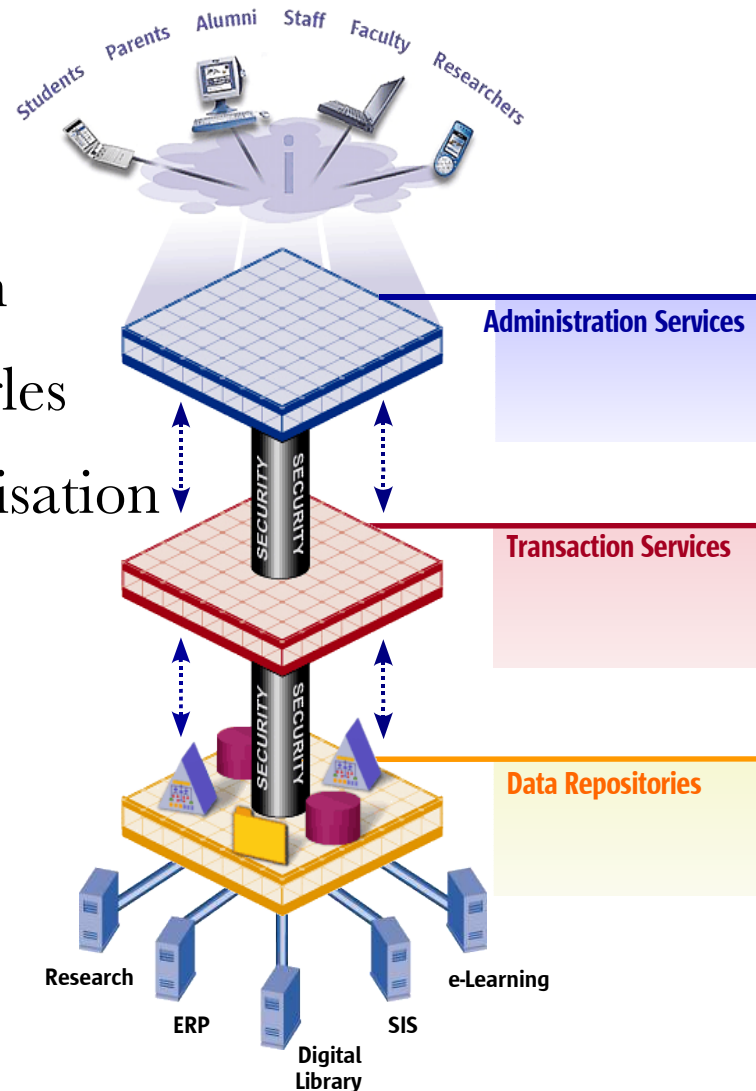 Students Parents Alumni Staff Faculty Researchers
i
Administration Services
SECURITY SECURITY
isation
Transaction Services
SECURITY SECURITY
Data Repositories
Research
e-Learning
ERP
SIS
Digital
Library